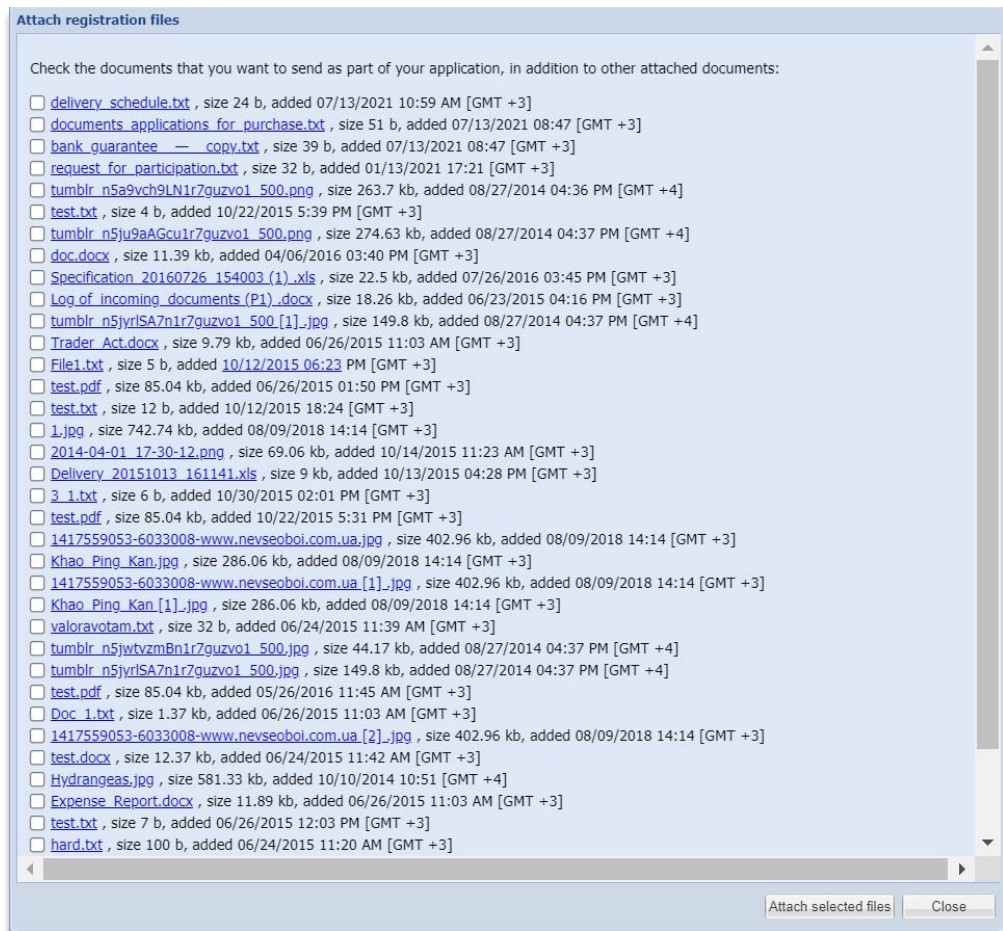 Attach registration files
Check the documents that you want to send as part of your application, in addition to other attached documents:
delivery_schedule.txt , size 24 b, added 07/13/2021 10:59 AM [GMT +3]
documents_applications_for_purchase.txt , size 51 b, added 07/13/2021 08:47 [GMT +3]
bank_guarantee__—__copy.txt , size 39 b, added 07/13/2021 08:47 [GMT +3]
request_for_participation.txt , size 32 b, added 01/13/2021 17:21 [GMT +3]
tumblr_n5a9vch9LN1r7guzvo1_500.png , size 263.7 kb, added 08/27/2014 04:36 PM [GMT +4]
test.txt , size 4 b, added 10/22/2015 5:39 PM [GMT +3]
tumblr_n5ju9aAGcu1r7guzvo1_500.png , size 274.63 kb, added 08/27/2014 04:37 PM [GMT +4]
doc.docx , size 11.39 kb, added 04/06/2016 03:40 PM [GMT +3]
Specification_20160726_154003 (1) .xls , size 22.5 kb, added 07/26/2016 03:45 PM [GMT +3]
Log of_incoming_documents (P1) .docx , size 18.26 kb, added 06/23/2015 04:16 PM [GMT +3]
tumblr_n5jyrlSA7n1r7guzvo1_500 [1] .jpg , size 149.8 kb, added 08/27/2014 04:37 PM [GMT +4]
Trader_Act.docx , size 9.79 kb, added 06/26/2015 11:03 AM [GMT +3]
File1.txt , size 5 b, added 10/12/2015 06:23 PM [GMT +3]
test.pdf , size 85.04 kb, added 06/26/2015 01:50 PM [GMT +3]
test.txt , size 12 b, added 10/12/2015 18:24 [GMT +3]
1.jpg , size 742.74 kb, added 08/09/2018 14:14 [GMT +3]
2014-04-01_17-30-12.png , size 69.06 kb, added 10/14/2015 11:23 AM [GMT +3]
Delivery_20151013_161141.xls , size 9 kb, added 10/13/2015 04:28 PM [GMT +3]
3_1.txt , size 6 b, added 10/30/2015 02:01 PM [GMT +3]
test.pdf , size 85.04 kb, added 10/22/2015 5:31 PM [GMT +3]
1417559053-6033008-www.nevseoboi.com.ua.jpg , size 402.96 kb, added 08/09/2018 14:14 [GMT +3]
Khao_Ping_Kan.jpg , size 286.06 kb, added 08/09/2018 14:14 [GMT +3]
1417559053-6033008-www.nevseoboi.com.ua [1] .jpg , size 402.96 kb, added 08/09/2018 14:14 [GMT +3]
Khao_Ping_Kan [1] .jpg , size 286.06 kb, added 08/09/2018 14:14 [GMT +3]
valoravotam.txt , size 32 b, added 06/24/2015 11:39 AM [GMT +3]
tumblr_n5jwtvzmBn1r7guzvo1_500.jpg , size 44.17 kb, added 08/27/2014 04:37 PM [GMT +4]
tumblr_n5jyrlSA7n1r7guzvo1_500.jpg , size 149.8 kb, added 08/27/2014 04:37 PM [GMT +4]
test.pdf , size 85.04 kb, added 05/26/2016 11:45 AM [GMT +3]
Doc_1.txt , size 1.37 kb, added 06/26/2015 11:03 AM [GMT +3]
1417559053-6033008-www.nevseoboi.com.ua [2] .jpg , size 402.96 kb, added 08/09/2018 14:14 [GMT +3]
test.docx , size 12.37 kb, added 06/24/2015 11:42 AM [GMT +3]
Hydrangeas.jpg , size 581.33 kb, added 10/10/2014 10:51 [GMT +4]
Expense_Report.docx , size 11.89 kb, added 06/26/2015 11:03 AM [GMT +3]
test.txt , size 7 b, added 06/26/2015 12:03 PM [GMT +3]
hard.txt , size 100 b, added 06/24/2015 11:20 AM [GMT +3]
Attach selected files Close